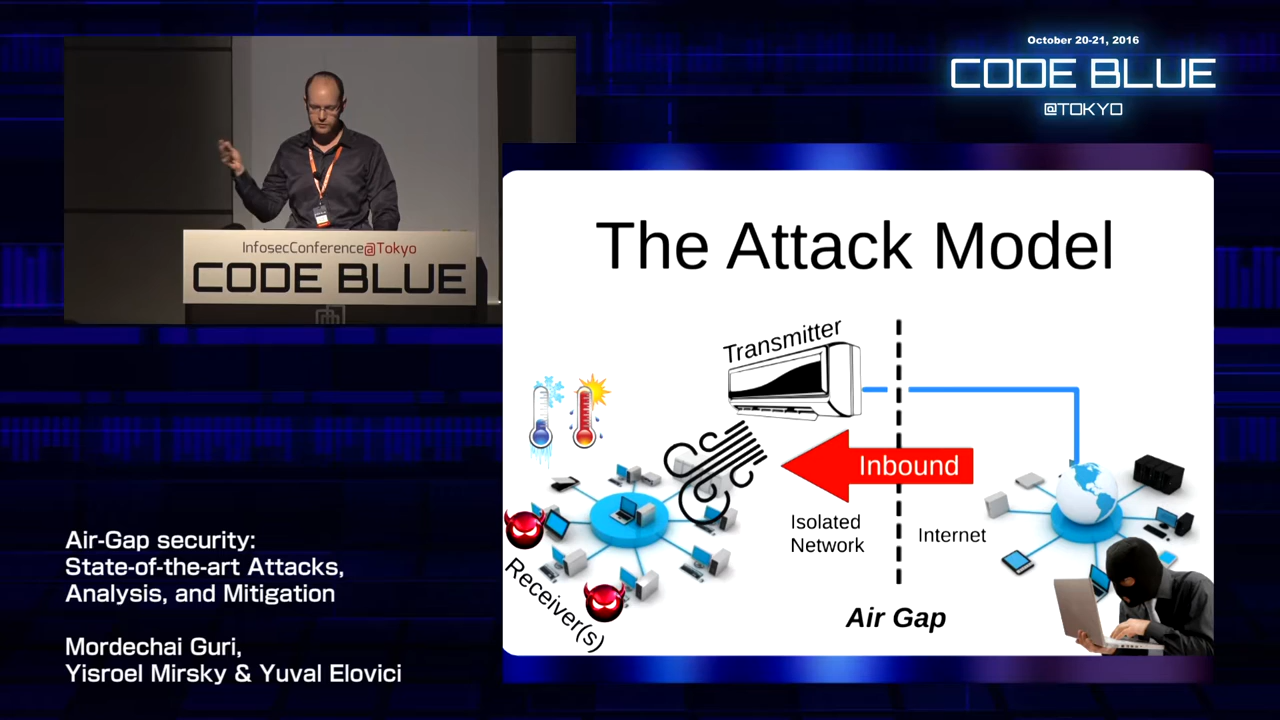 October 20-21, 2016
CODE BLUE
@TOKYO
InfosecConference@Tokyo
CODE BLUE
The Attack Model
Transmitter
Inbound
Isolated
Network
Internet
Receiver(s)
Air Gap
Air-Gap security:
State-of-the-art Attacks,
Analysis, and Mitigation
Mordechai Guri,
Yisroel Mirsky & Yuval Elovici